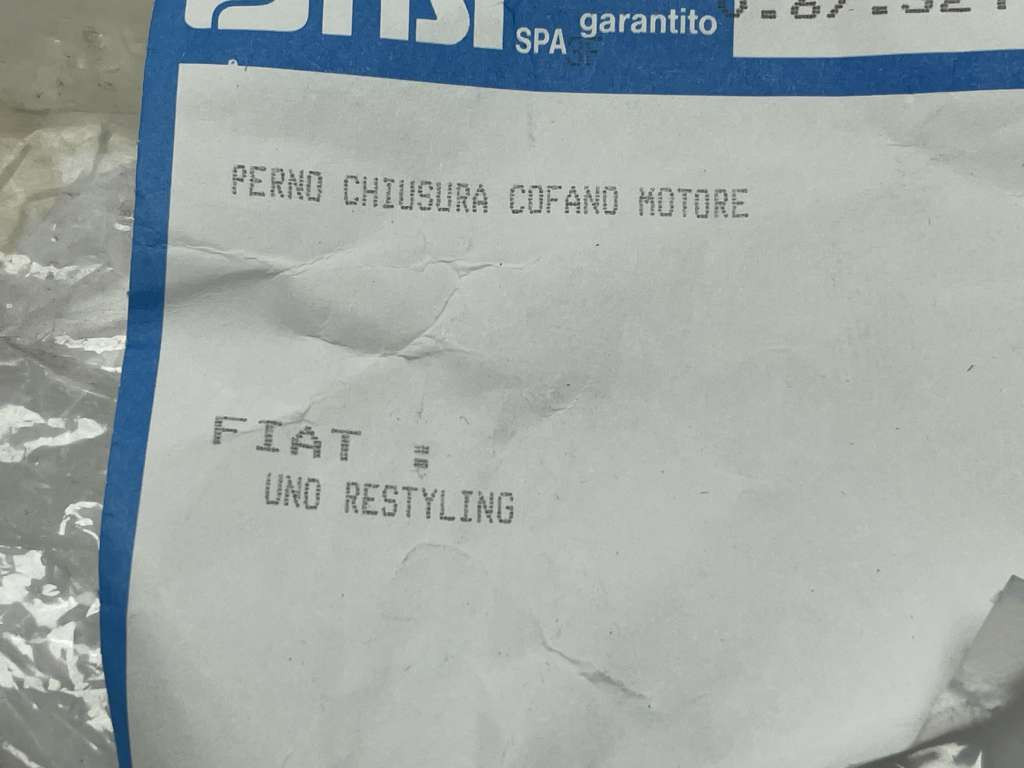 SPA garantito
PERNO CHIUSURA COFANO MOTORE
FIAT :
UNO RESTYLING